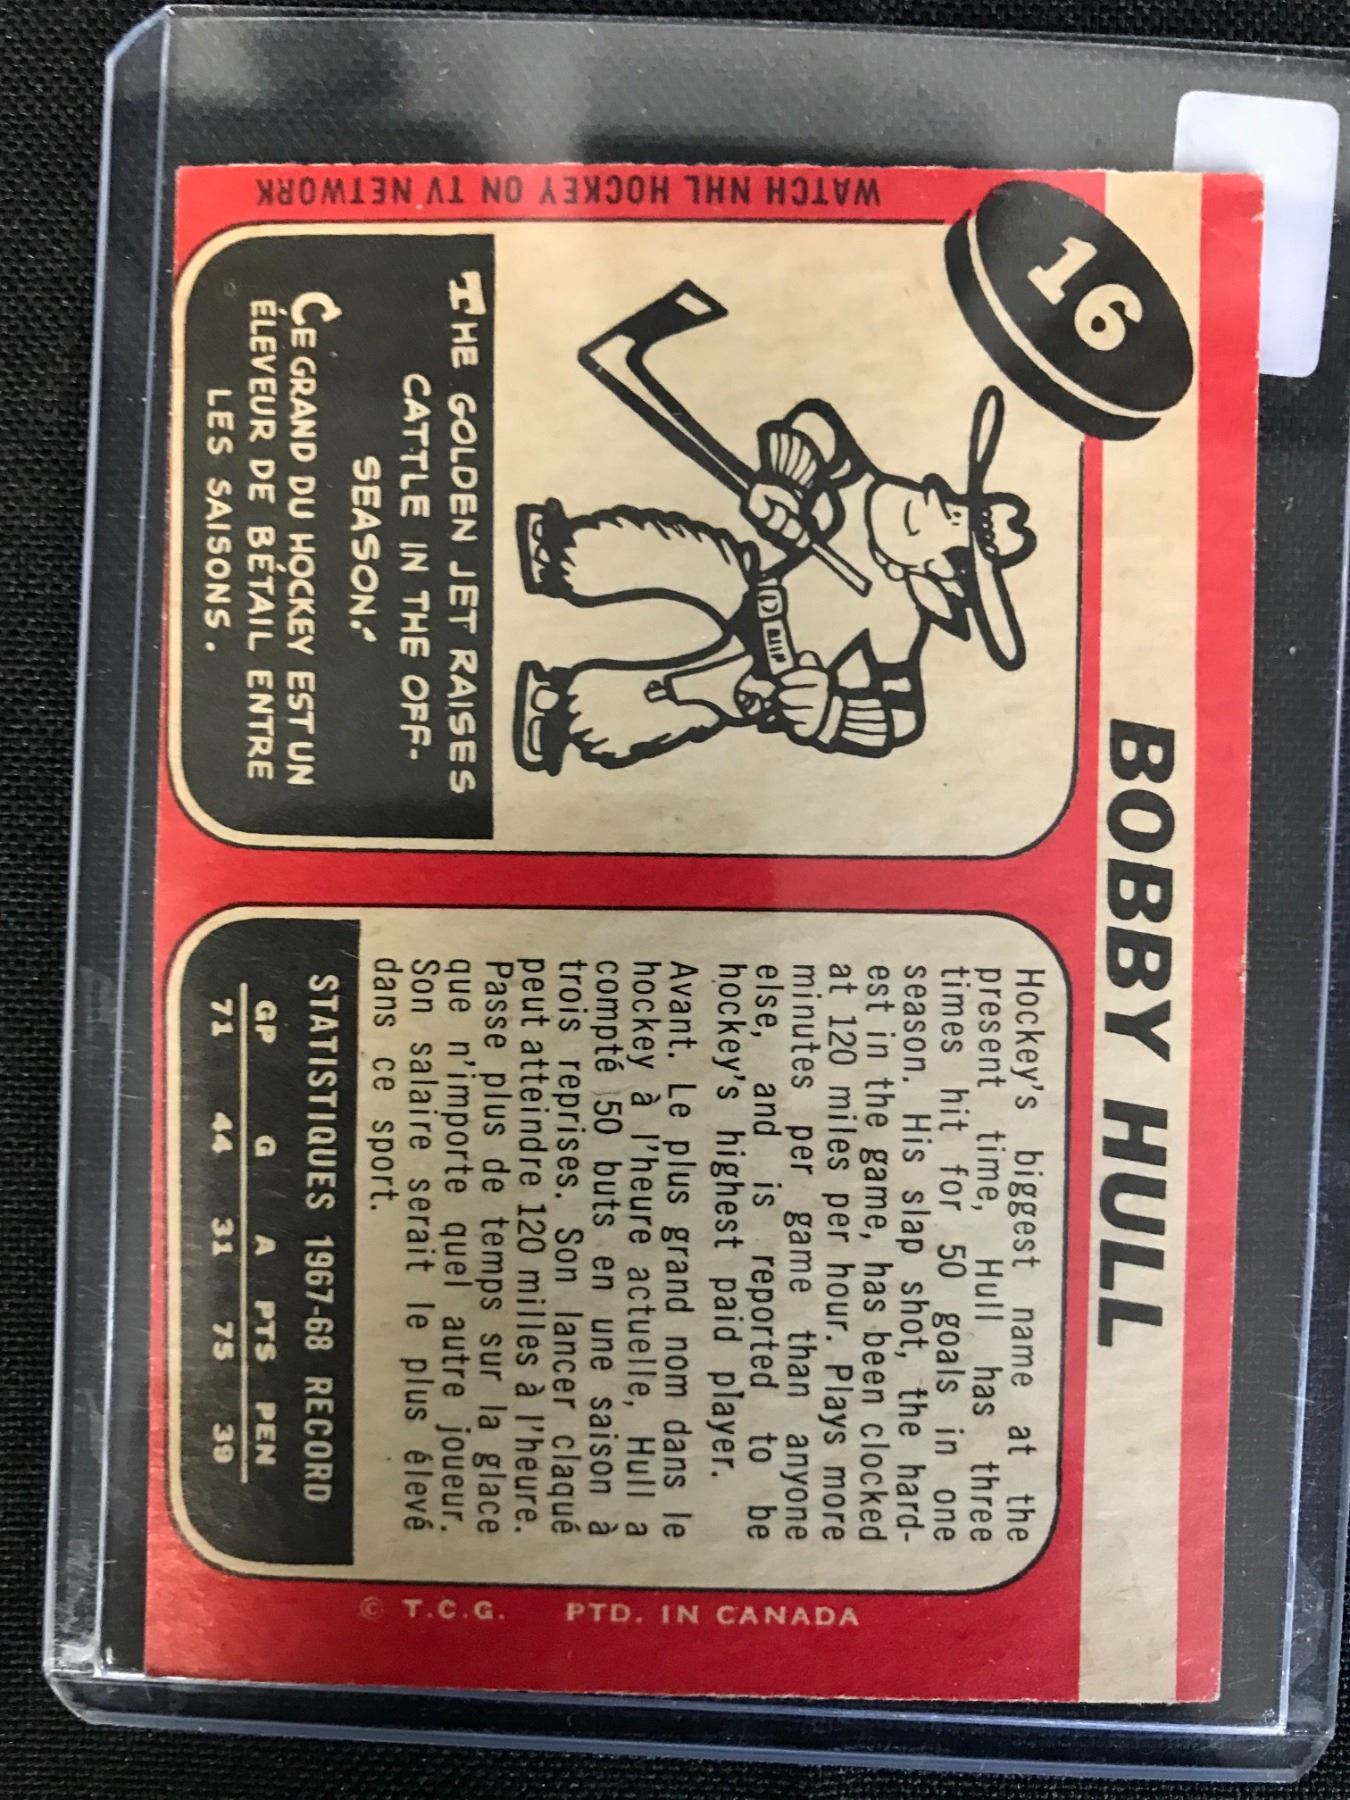 16
BOBBY HULL
WATCH NHL HOCKEY ON TV NETWORK
THE GOLDEN JET RAISES
CATTLE IN THE OFF-
SEASON.
CE GRAND DU HOCKEY EST UN
ÉLEVEUR DE BÉTAIL ENTRE
LES SAISONS.
Hockey's biggest name at the
present time, Hull has three
times hit for 50 goals in one
season. His slap shot, the hard-
est in the game, has been clocked
at 120 miles per hour. Plays more
minutes per game than anyone
else, and is reported to be
hockey's highest paid player.
Avant. Le plus grand nom dans le
hockey à l'heure actuelle, Hull a
compté 50 buts en une saison à
trois reprises. Son lancer claqué
peut atteindre 120 milles à l'heure.
Passe plus de temps sur la glace
que n'importe quel autre joueur.
Son salaire serait le plus élevé
dans ce sport.
STATISTIQUES 1967-68 RECORD
GP G A PTS PEN
71 44 31 75 39
© T.C.G. PTD. IN CANADA